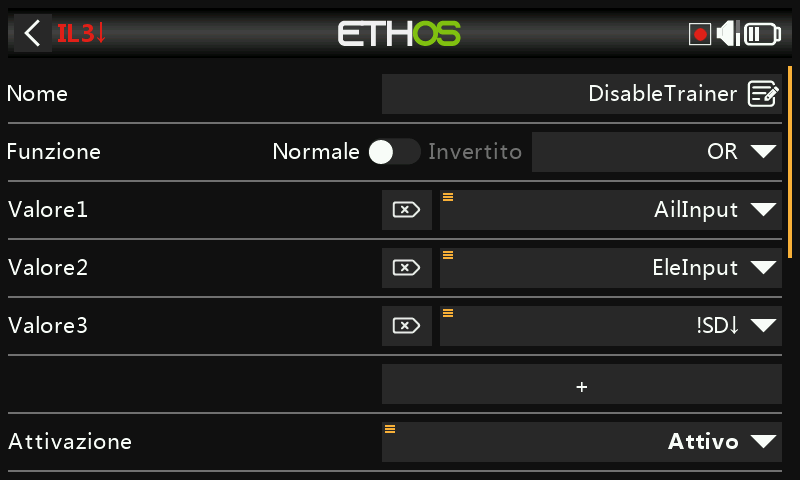 IL3↓ ETHOS
Nome DisableTrainer
Funzione Normale Invertito OR
Valore1 AilInput
Valore2 EleInput
Valore3 !SD↓
+
Attivazione Attivo